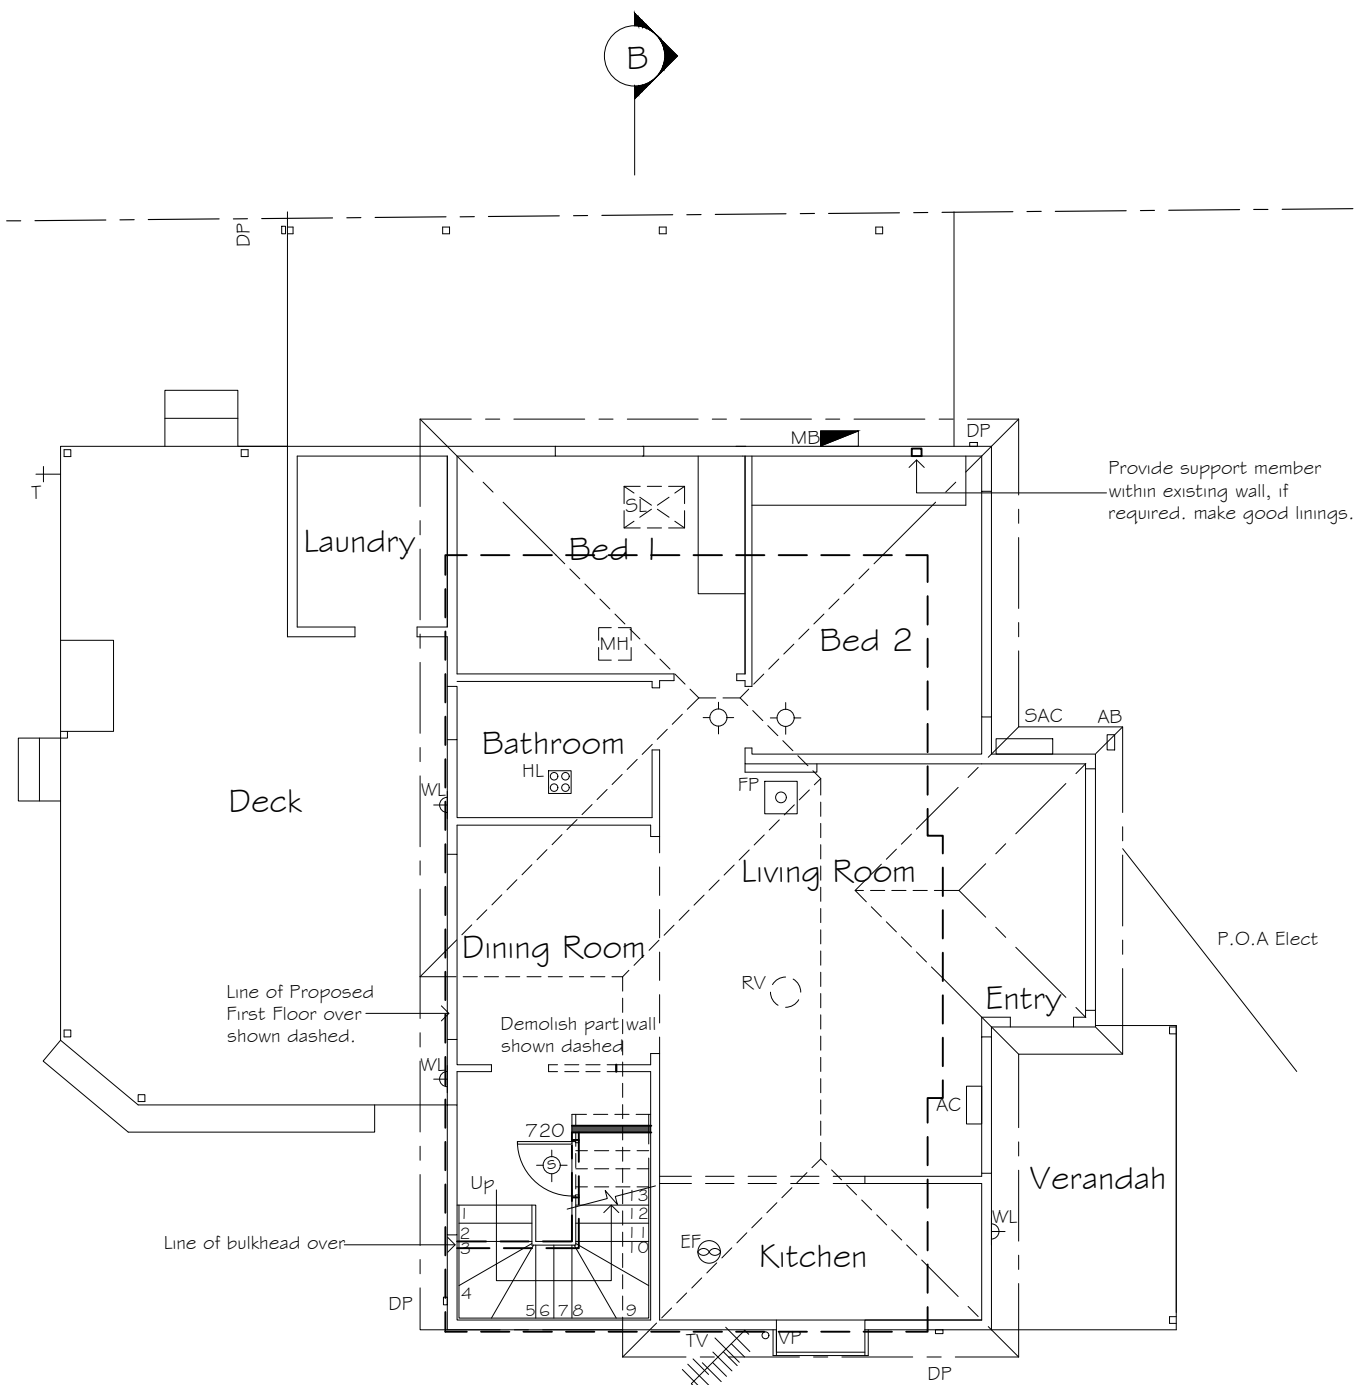 B
DP
MB
DP
T
SL
Provide support member
within existing wall, if
required. make good linings.
Laundry
Bed 1
Bed 2
MH
SAC
AB
Bathroom
HL
WL
FP
Deck
Living Room
Dining Room
P.O.A Elect
RV
Entry
Line of Proposed
First Floor over
shown dashed.
Demolish part wall
shown dashed
WL
AC
720
S
Up
Verandah
13
12
11
10
1
2
3
4
5 6 7 8 9
WL
Line of bulkhead over
EF
Kitchen
DP
TV
VP
DP